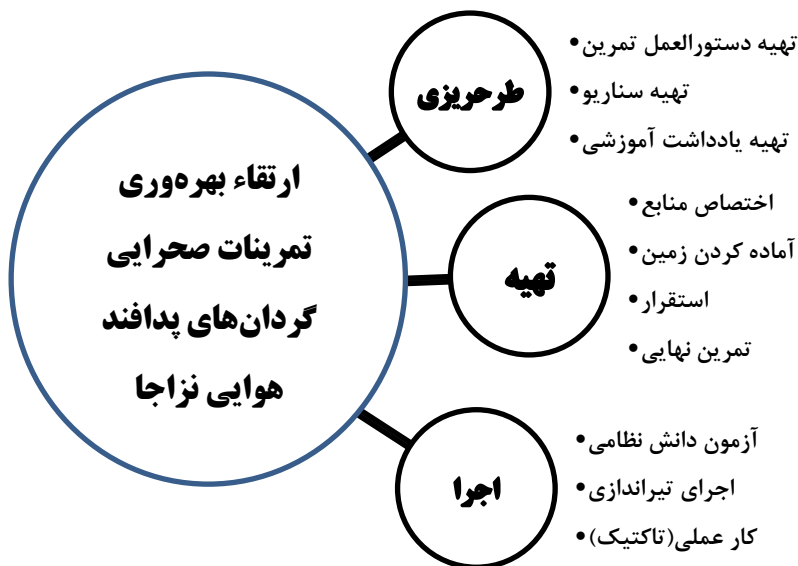 ارتقاء بهره‌وری
تمرینات صحرایی
گردان‌های پدافند
هوایی نزاجا
طرحریزی
• تهیه دستورالعمل تمرین
• تهیه سناریو
• تهیه یادداشت آموزشی
تهیه
• اختصاص منابع
• آماده کردن زمین
• استقرار
• تمرین نهایی
اجرا
• آزمون دانش نظامی
• اجرای تیراندازی
• کار عملی(تاکتیک)